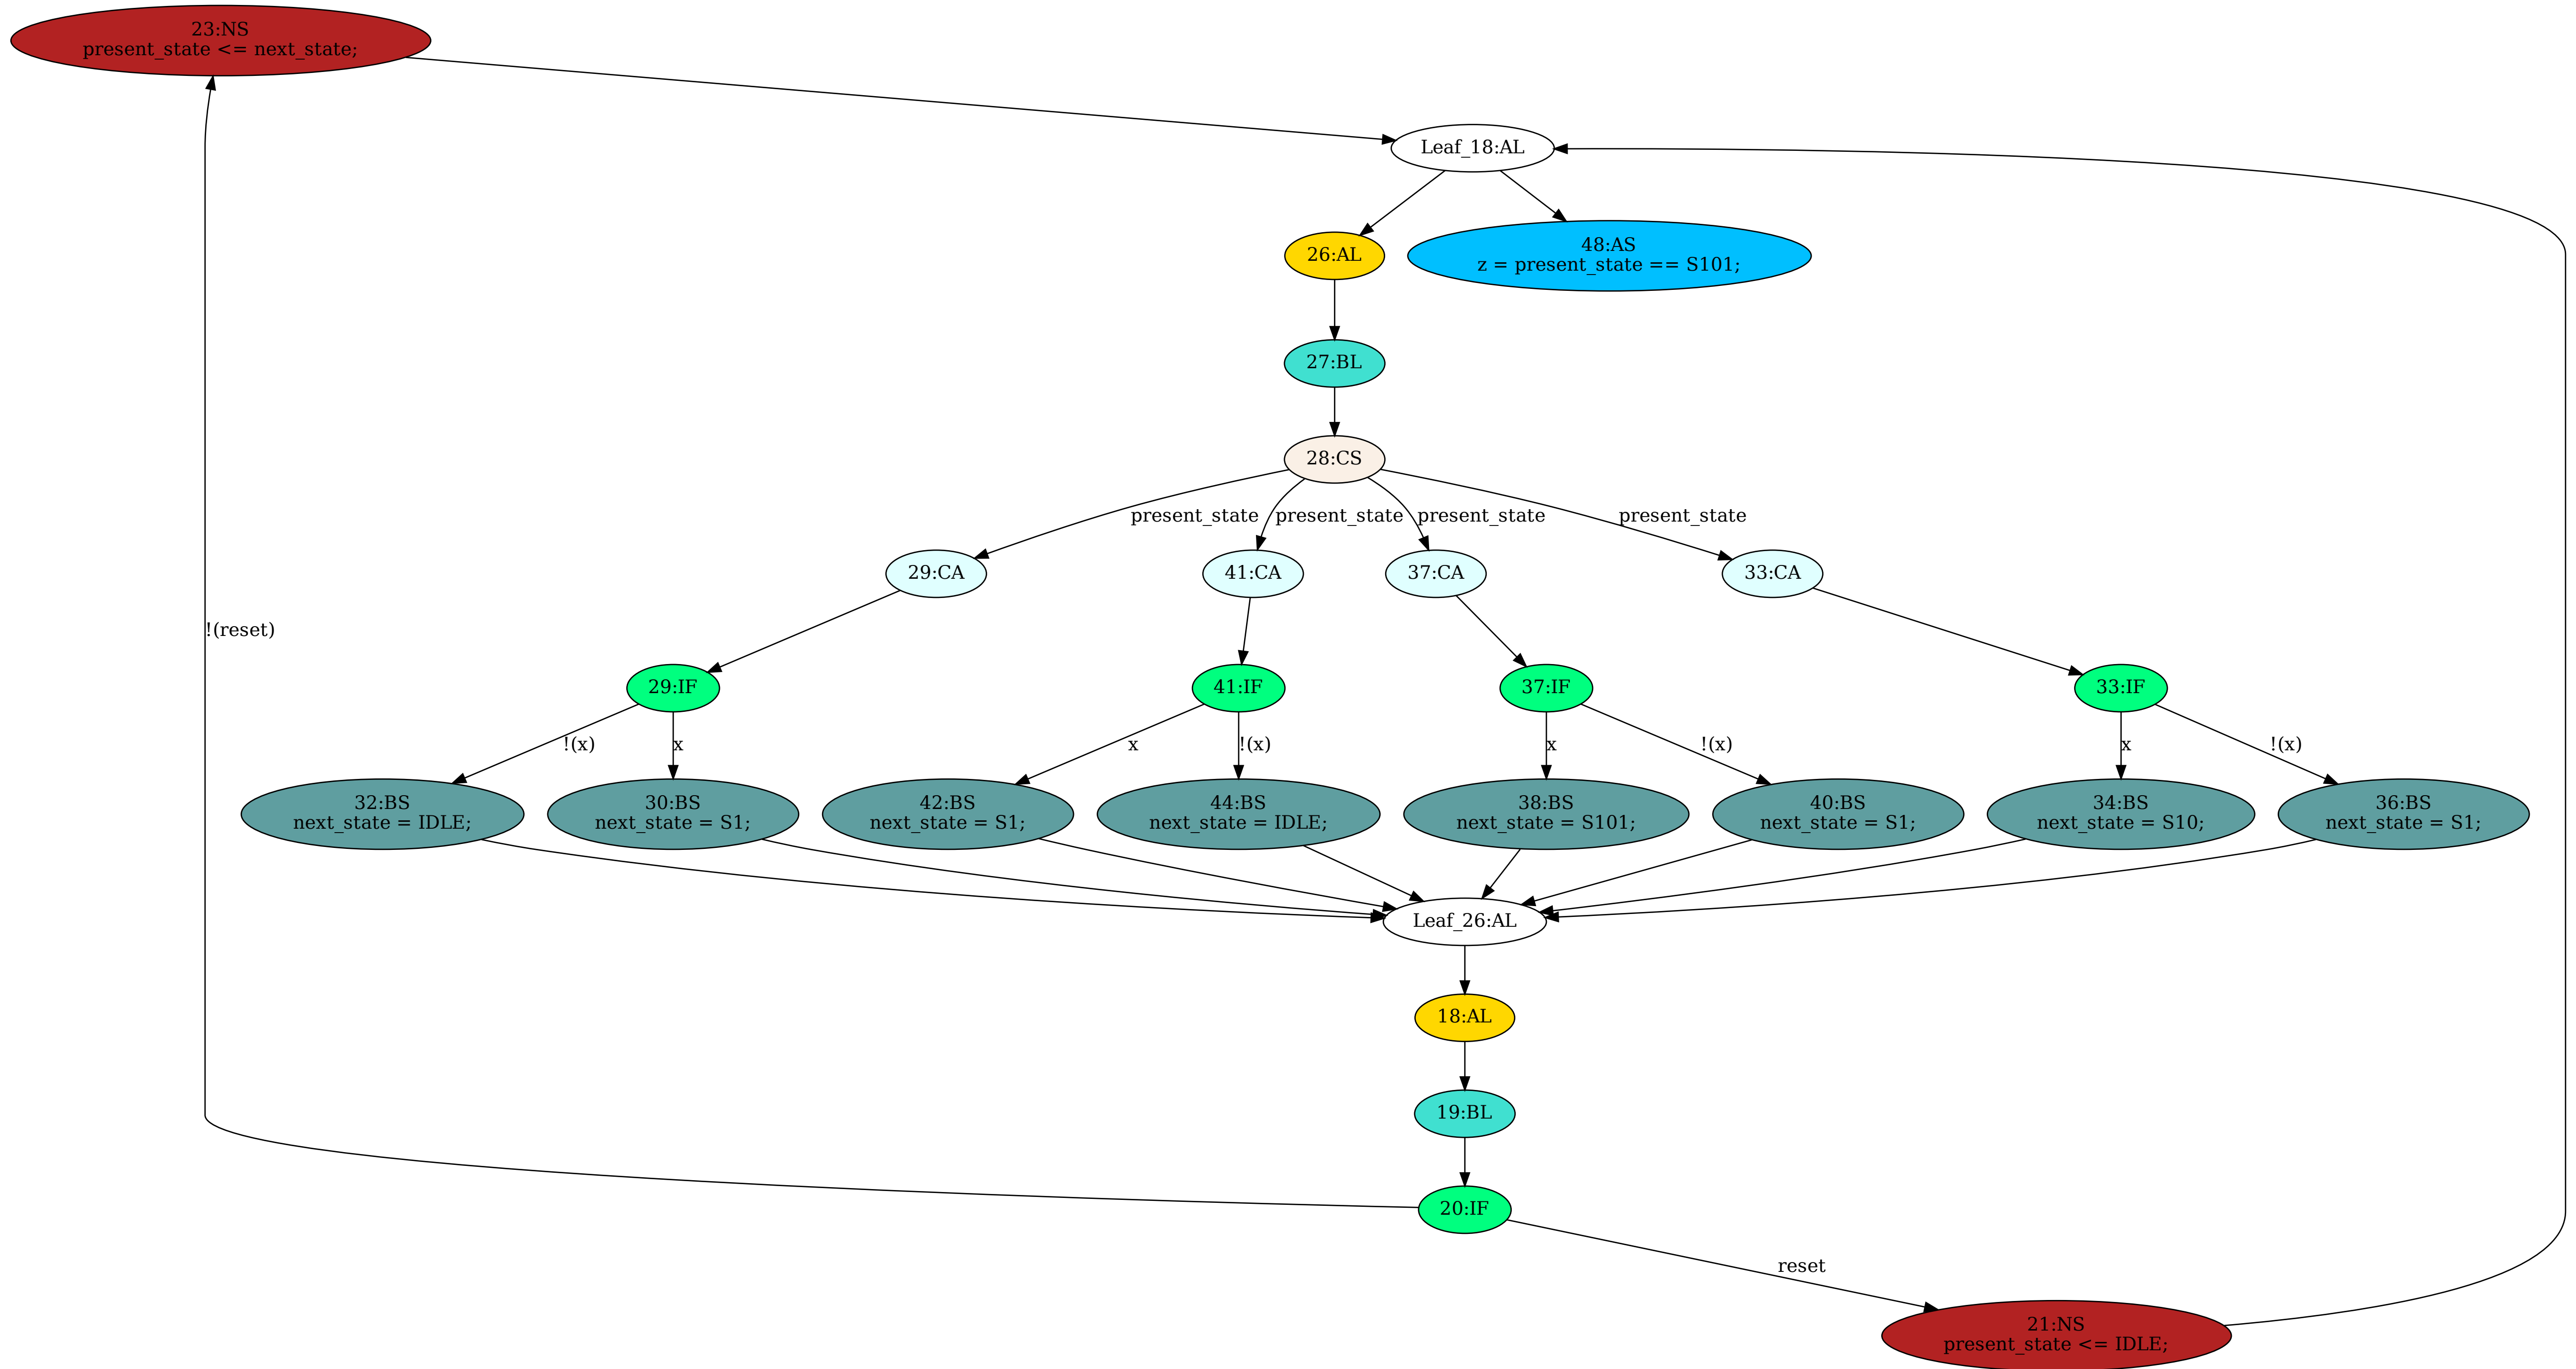 23:NS
present_state <= next_state;
Leaf_18:AL
26:AL
48:AS
z = present_state == S101;
27:BL
28:CS
present_state
present_state
present_state
present_state
29:CA
41:CA
37:CA
33:CA
!(reset)
29:IF
41:IF
37:IF
33:IF
!(x)
x
x
!(x)
x
!(x)
x
!(x)
32:BS
next_state = IDLE;
30:BS
next_state = S1;
42:BS
next_state = S1;
44:BS
next_state = IDLE;
38:BS
next_state = S101;
40:BS
next_state = S1;
34:BS
next_state = S10;
36:BS
next_state = S1;
Leaf_26:AL
18:AL
19:BL
20:IF
reset
21:NS
present_state <= IDLE;